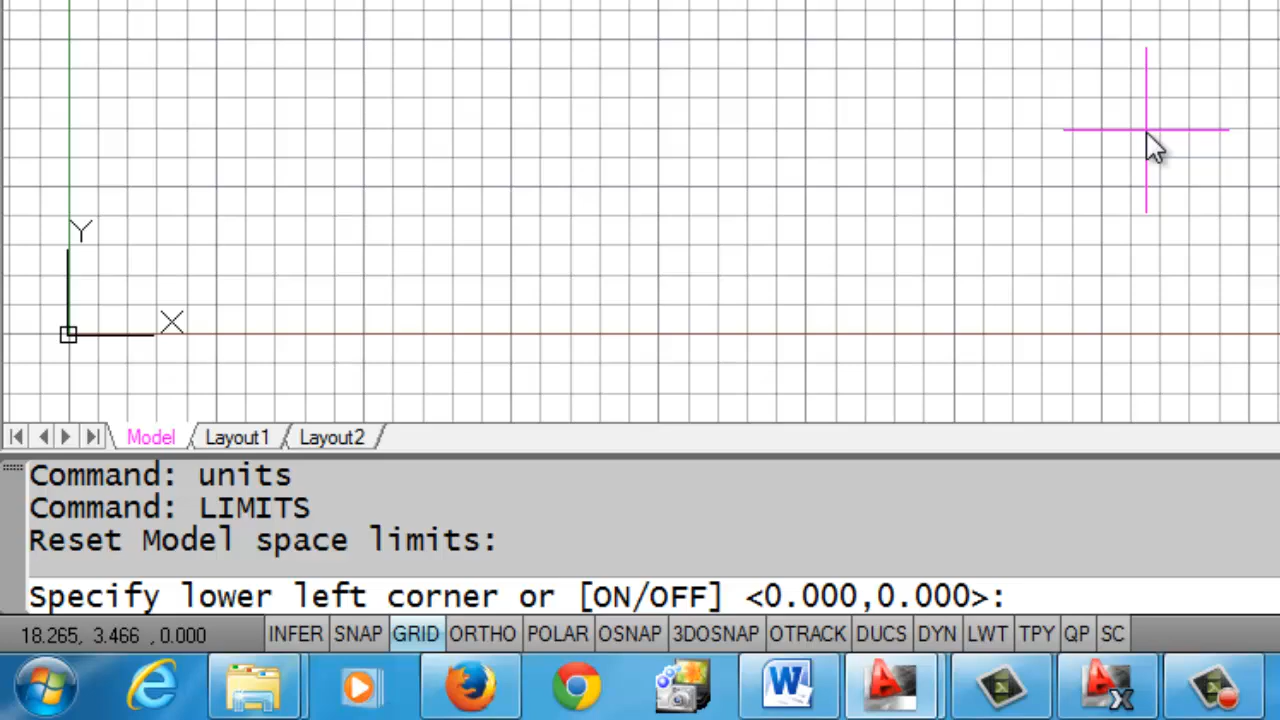 Y
X
Model Layout1 Layout2
Command: units
Command: LIMITS
Reset Model space limits:
Specify lower left corner or [ON/OFF] <0.000,0.000>:
18.265, 3.466 , 0.000 INFER SNAP GRID ORTHO POLAR OSNAP 3DOSNAP OTRACK DUCS DYN LWT TPY QP SC
W
X